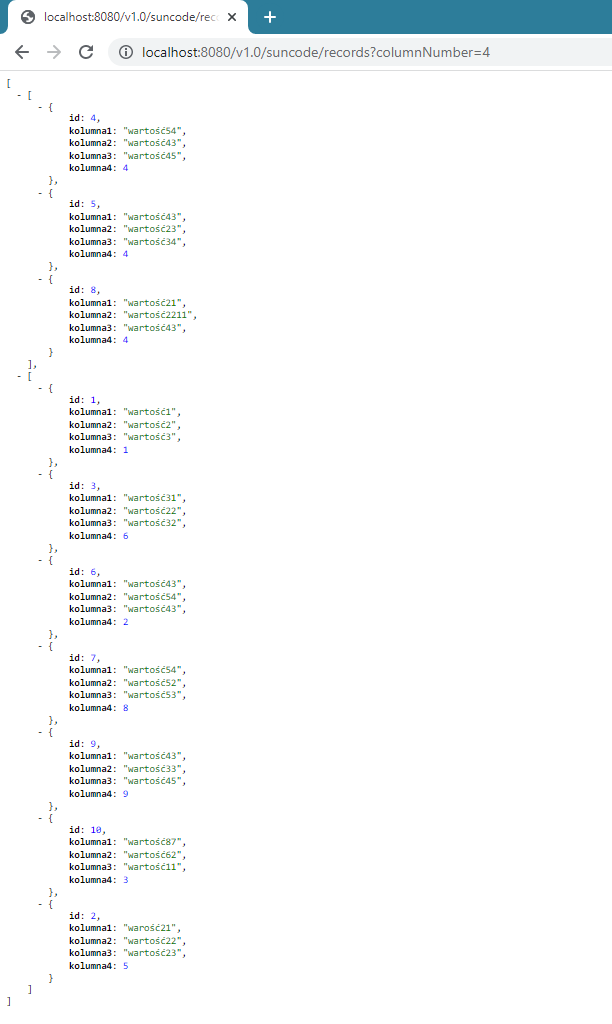 localhost:8080/v1.0/suncode/reco
localhost:8080/v1.0/suncode/records?columnNumber=4
[
- [
- {
id: 4,
kolumna1: "wartość54",
kolumna2: "wartość43",
kolumna3: "wartość45",
kolumna4: 4
},
- {
id: 5,
kolumna1: "wartość43",
kolumna2: "wartość23",
kolumna3: "wartość34",
kolumna4: 4
},
- {
id: 8,
kolumna1: "wartość21",
kolumna2: "wartość2211",
kolumna3: "wartość43",
kolumna4: 4
}
],
- [
- {
id: 1,
kolumna1: "wartość1",
kolumna2: "wartość2",
kolumna3: "wartość3",
kolumna4: 1
},
- {
id: 3,
kolumna1: "wartość31",
kolumna2: "wartość22",
kolumna3: "wartość32",
kolumna4: 6
},
- {
id: 6,
kolumna1: "wartość43",
kolumna2: "wartość54",
kolumna3: "wartość43",
kolumna4: 2
},
- {
id: 7,
kolumna1: "wartość54",
kolumna2: "wartość52",
kolumna3: "wartość53",
kolumna4: 8
},
- {
id: 9,
kolumna1: "wartość43",
kolumna2: "wartość33",
kolumna3: "wartość45",
kolumna4: 9
},
- {
id: 10,
kolumna1: "wartość87",
kolumna2: "wartość62",
kolumna3: "wartość11",
kolumna4: 3
},
- {
id: 2,
kolumna1: "warość21",
kolumna2: "wartość22",
kolumna3: "wartość23",
kolumna4: 5
}
]
]